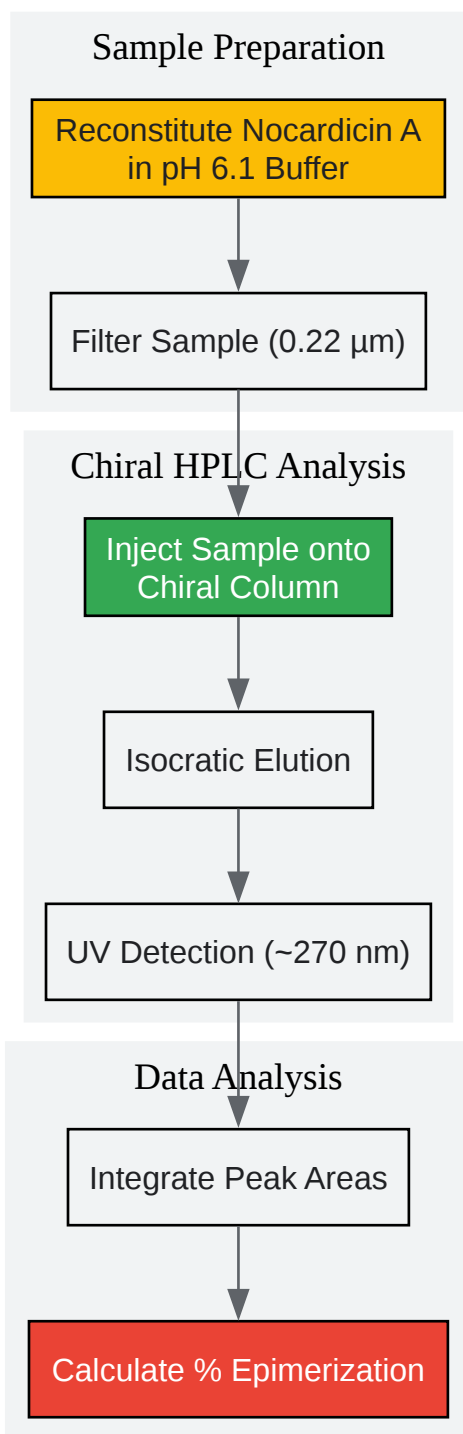 Sample Preparation
Reconstitute Nocardicin A
in pH 6.1 Buffer
Filter Sample (0.22 µm)
Chiral HPLC Analysis
Inject Sample onto
Chiral Column
Isocratic Elution
UV Detection (~270 nm)
Data Analysis
Integrate Peak Areas
Calculate % Epimerization